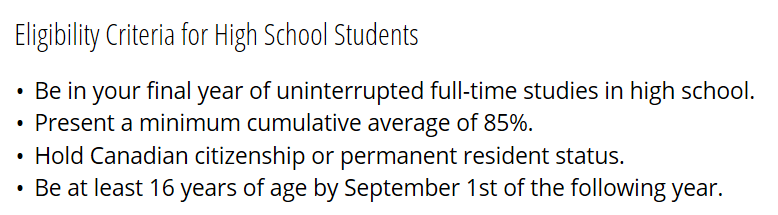 Eligibility Criteria for High School Students
• Be in your final year of uninterrupted full-time studies in high school.
• Present a minimum cumulative average of 85%.
• Hold Canadian citizenship or permanent resident status.
• Be at least 16 years of age by September 1st of the following year.